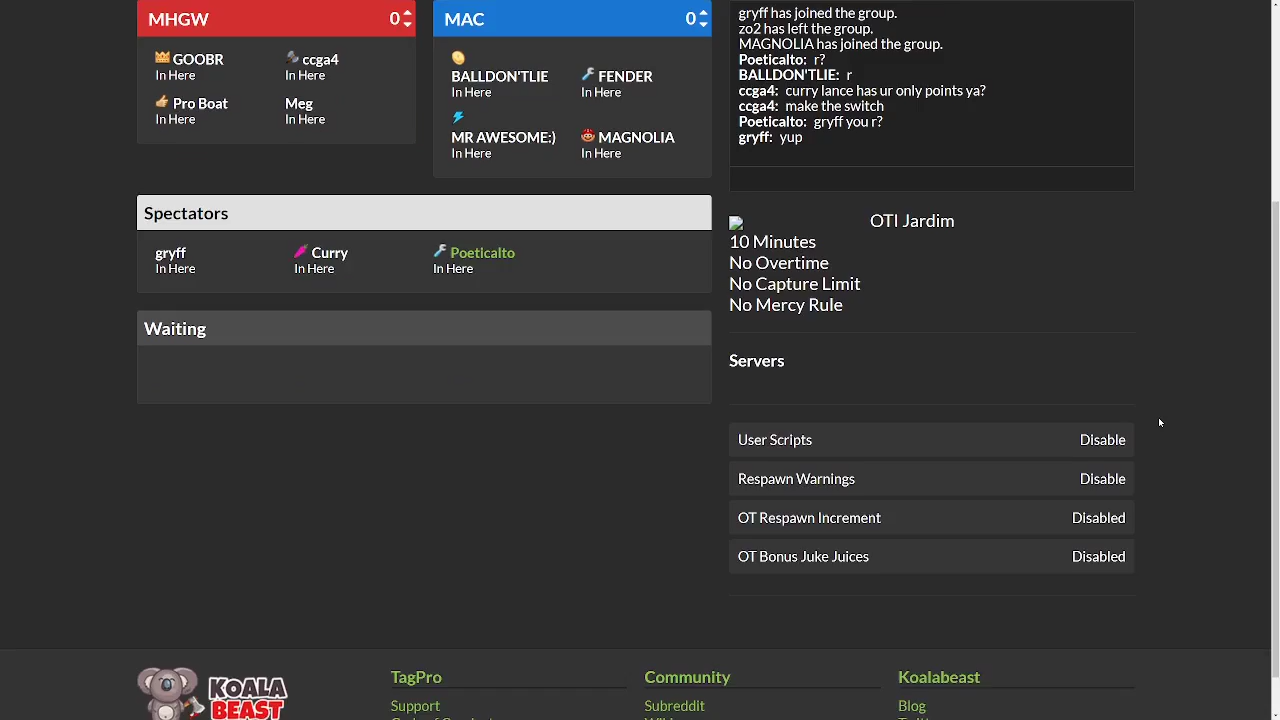 MHGW 0
GOOBR
In Here
ccga4
In Here
Pro Boat
In Here
Meg
In Here
MAC 0
BALLDON'TLIE
In Here
FENDER
In Here
MR AWESOME:)
In Here
MAGNOLIA
In Here
Spectators
gryff
In Here
Curry
In Here
Poeticalto
In Here
Waiting
gryff has joined the group.
zo2 has left the group.
MAGNOLIA has joined the group.
Poeticalto: r?
BALLDON'TLIE: r
ccga4: curry lance has ur only points ya?
ccga4: make the switch
Poeticalto: gryff you r?
gryff: yup
OTI Jardim
10 Minutes
No Overtime
No Capture Limit
No Mercy Rule
Servers
User Scripts Disable
Respawn Warnings Disable
OT Respawn Increment Disabled
OT Bonus Juke Juices Disabled
KOALA
BEAST
TagPro
Support
Community
Subreddit
Koalabeast
Blog